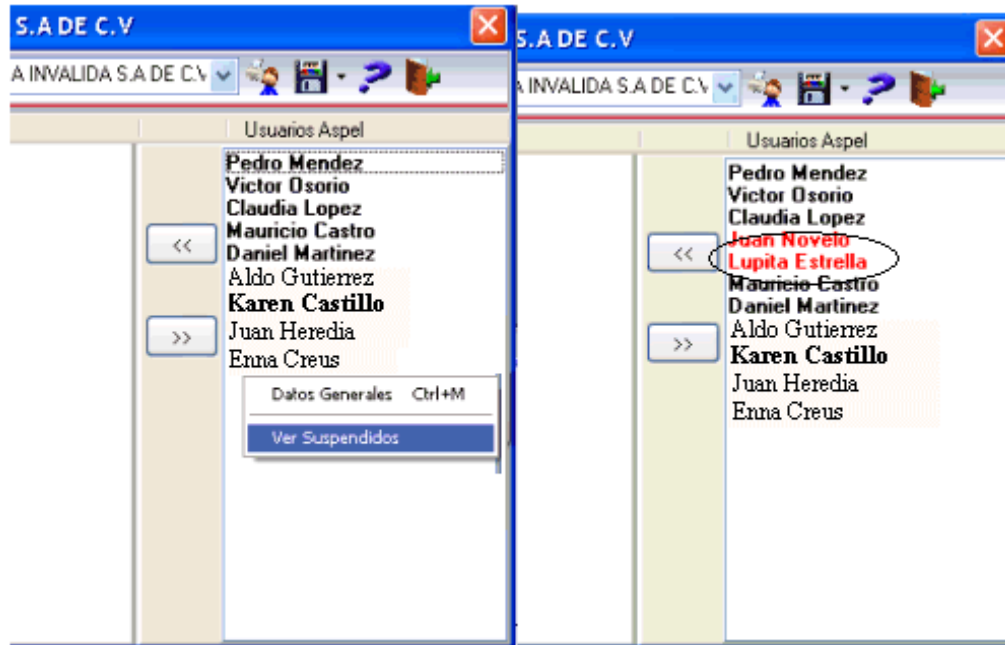 S.A DE C.V
A INVALIDA S.A DE C.V
Usuarios Aspel
Pedro Mendez
Victor Osorio
Claudia Lopez
Mauricio Castro
Daniel Martinez
Aldo Gutierrez
Karen Castillo
Juan Heredia
Enna Creus
<<
>>
Datos Generales Ctrl+M
Ver Suspendidos
S.A DE C.V
INVALIDA S.A DE C.V
Usuarios Aspel
Pedro Mendez
Victor Osorio
Claudia Lopez
Juan Novelo
Lupita Estrella
Mauricio Castro
Daniel Martinez
Aldo Gutierrez
Karen Castillo
Juan Heredia
Enna Creus
<<
>>